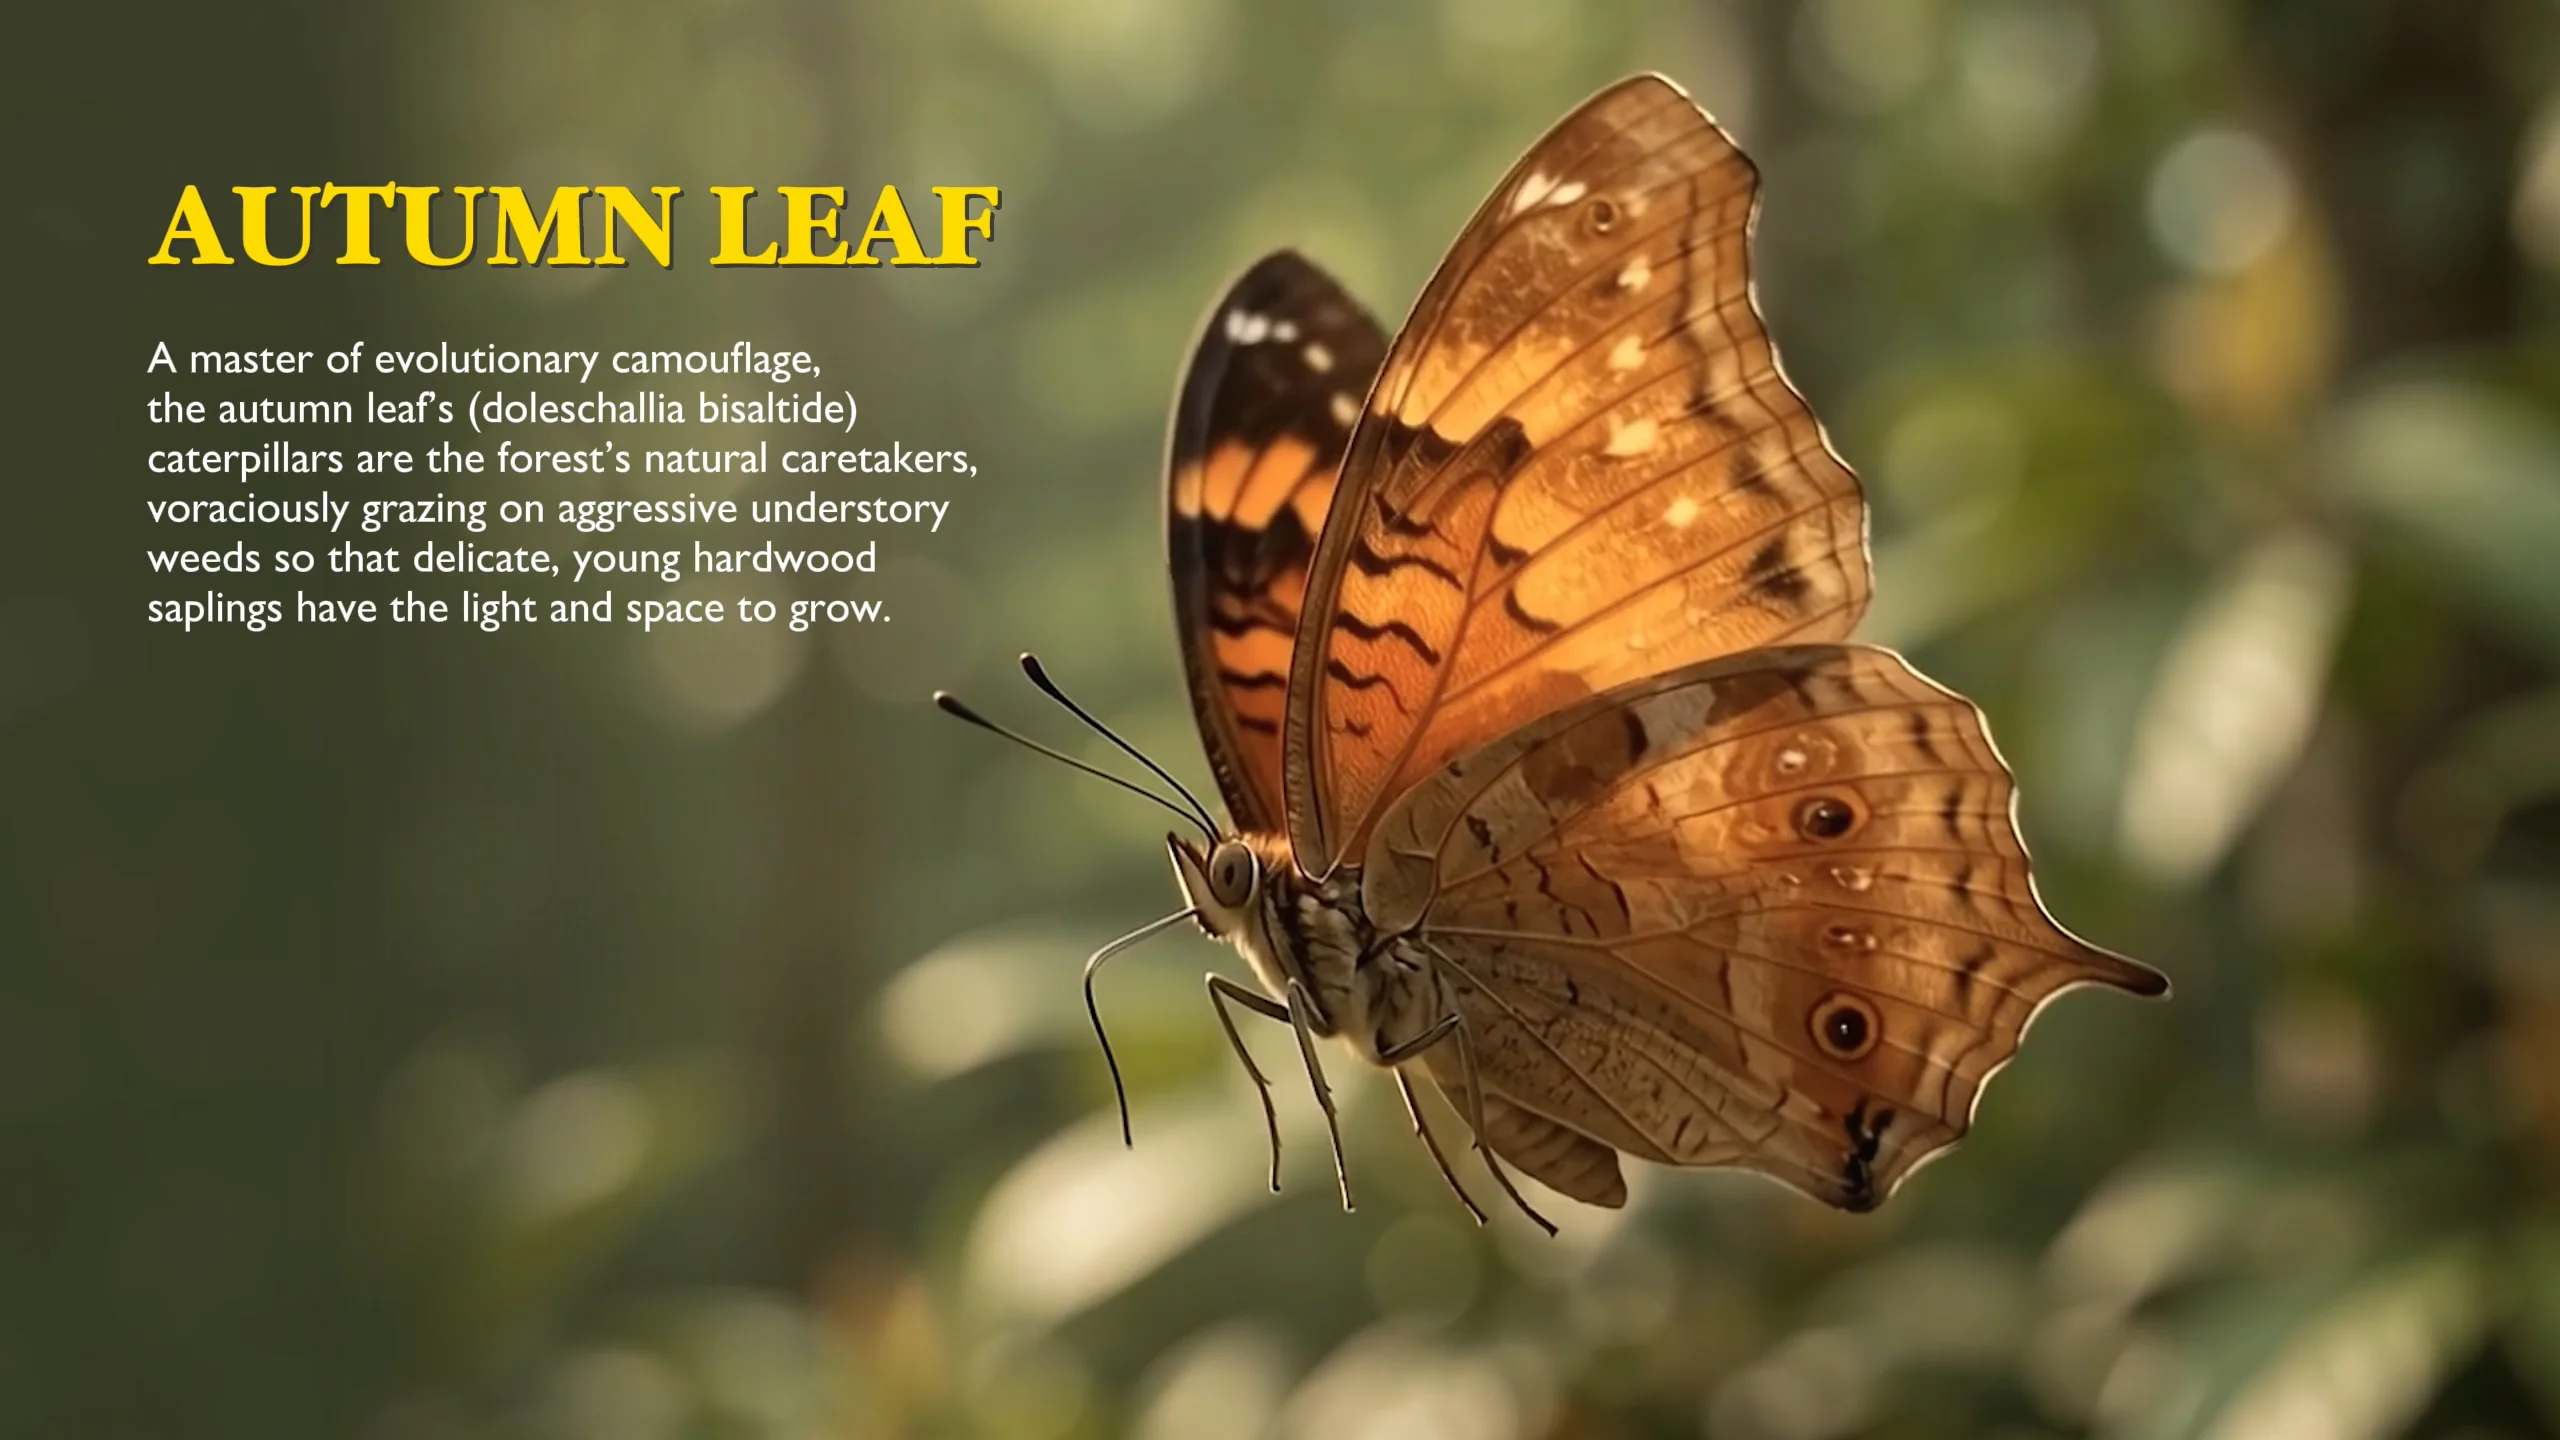 AUTUMN LEAF
A master of evolutionary camouflage,
the autumn leaf’s (doleschallia bisaltide)
caterpillars are the forest’s natural caretakers,
voraciously grazing on aggressive understory
weeds so that delicate, young hardwood
saplings have the light and space to grow.